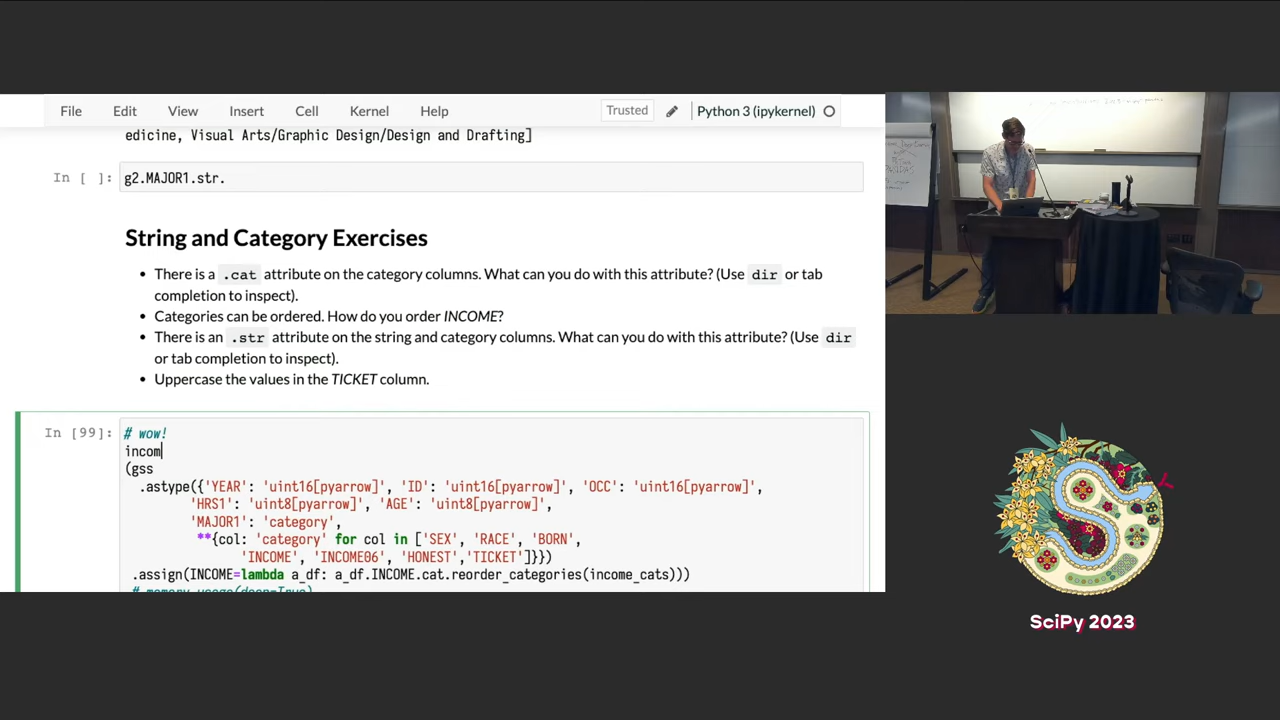 File Edit View Insert Cell Kernel Help Trusted Python 3 (ipykernel)
edicine, Visual Arts/Graphic Design/Design and Drafting]
In [ ]: g2.MAJOR1.str.
String and Category Exercises
• There is a .cat attribute on the category columns. What can you do with this attribute? (Use dir or tab
completion to inspect).
• Categories can be ordered. How do you order INCOME?
• There is an .str attribute on the string and category columns. What can you do with this attribute? (Use dir
or tab completion to inspect).
• Uppercase the values in the TICKET column.
In [99]: # wow!
incom
(gss
.astype({'YEAR': 'uint16[pyarrow]', 'ID': 'uint16[pyarrow]', 'OCC': 'uint16[pyarrow]',
'HRS1': 'uint8[pyarrow]', 'AGE': 'uint8[pyarrow]',
'MAJOR1': 'category',
**{col: 'category' for col in ['SEX', 'RACE', 'BORN',
'INCOME', 'INCOME06', 'HONEST','TICKET']}})
.assign(INCOME=lambda a_df: a_df.INCOME.cat.reorder_categories(income_cats)))
# memory_usage(deep=True)
SciPy 2023